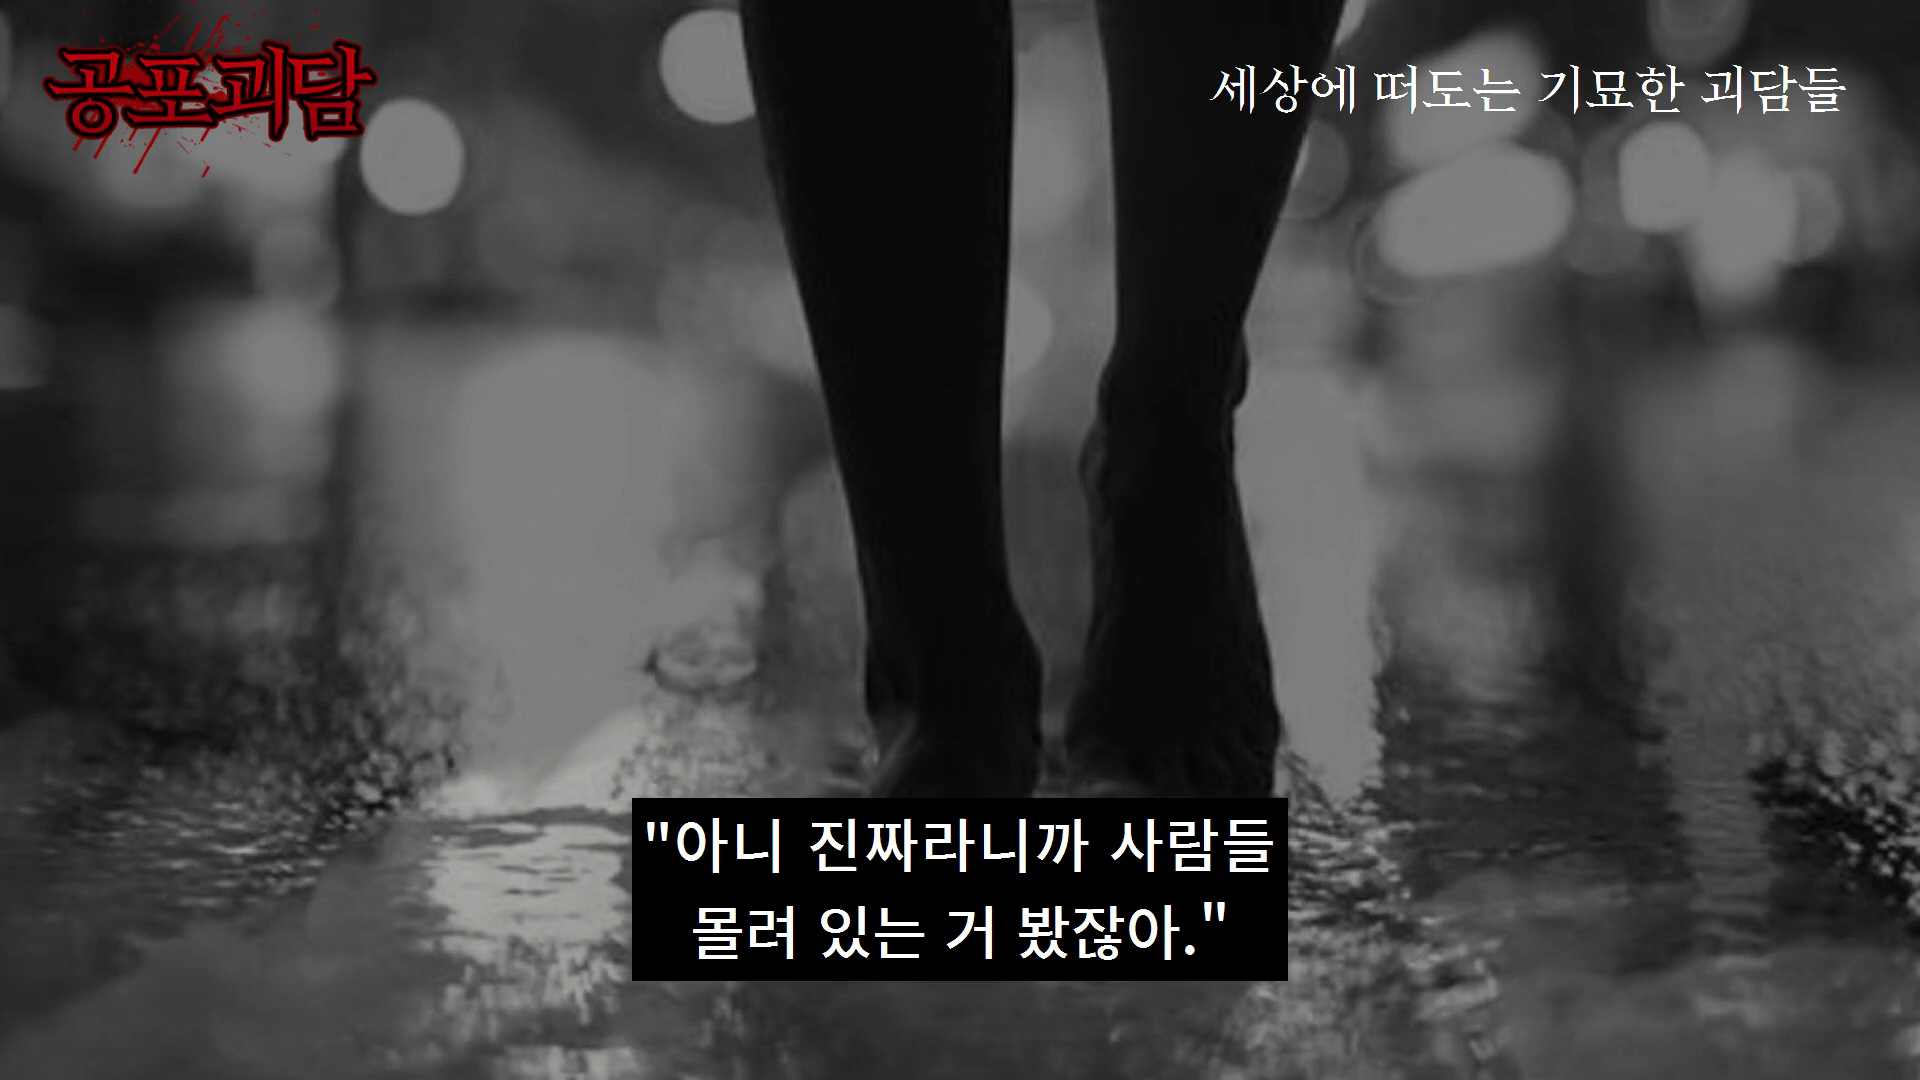 공포괴담
세상에 떠도는 기묘한 괴담들
"아니 진짜라니까 사람들
몰려 있는 거 봤잖아."